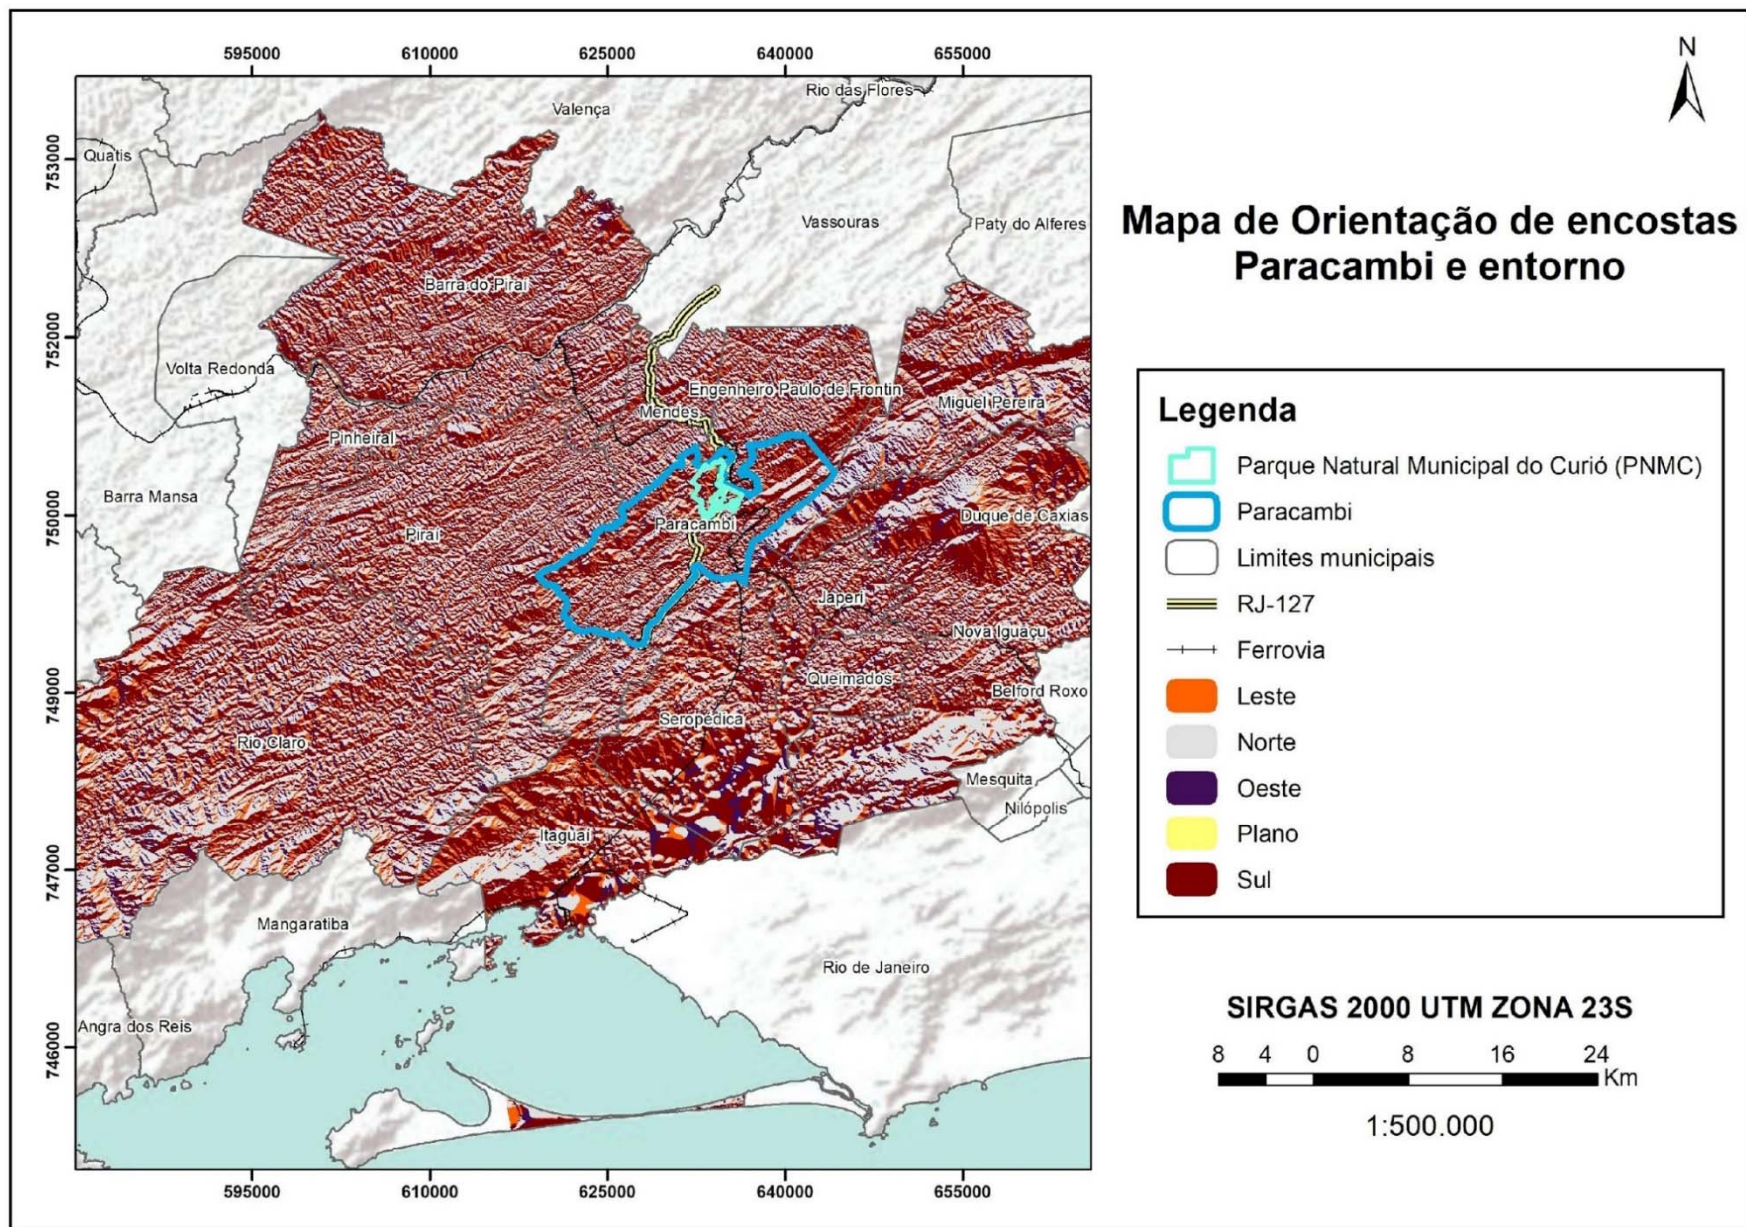 595000 610000 625000 640000 655000
N
Rio das Flores
Valença
753000
Quatis
Vassouras
Paty do Alferes
Mapa de Orientação de encostas
Paracambi e entorno
Barra do Piraí
752000
Volta Redonda
Engenheiro Paulo de Frontin
Miguel Pereira
Mendes
Pinheiral
Barra Mansa
750000
Paracambi
Duque de Caxias
Piraí
Japeri
Nova Iguaçu
Queimados
749000
Belford Roxo
Seropédica
Rio Claro
Mesquita
Nilópolis
Itaguaí
747000
Mangaratiba
Rio de Janeiro
Angra dos Reis
746000
595000 610000 625000 640000 655000
Legenda
Parque Natural Municipal do Curió (PNMC)
Paracambi
Limites municipais
RJ-127
Ferrovia
Leste
Norte
Oeste
Plano
Sul
SIRGAS 2000 UTM ZONA 23S
8 4 0 8 16 24
Km
1:500.000